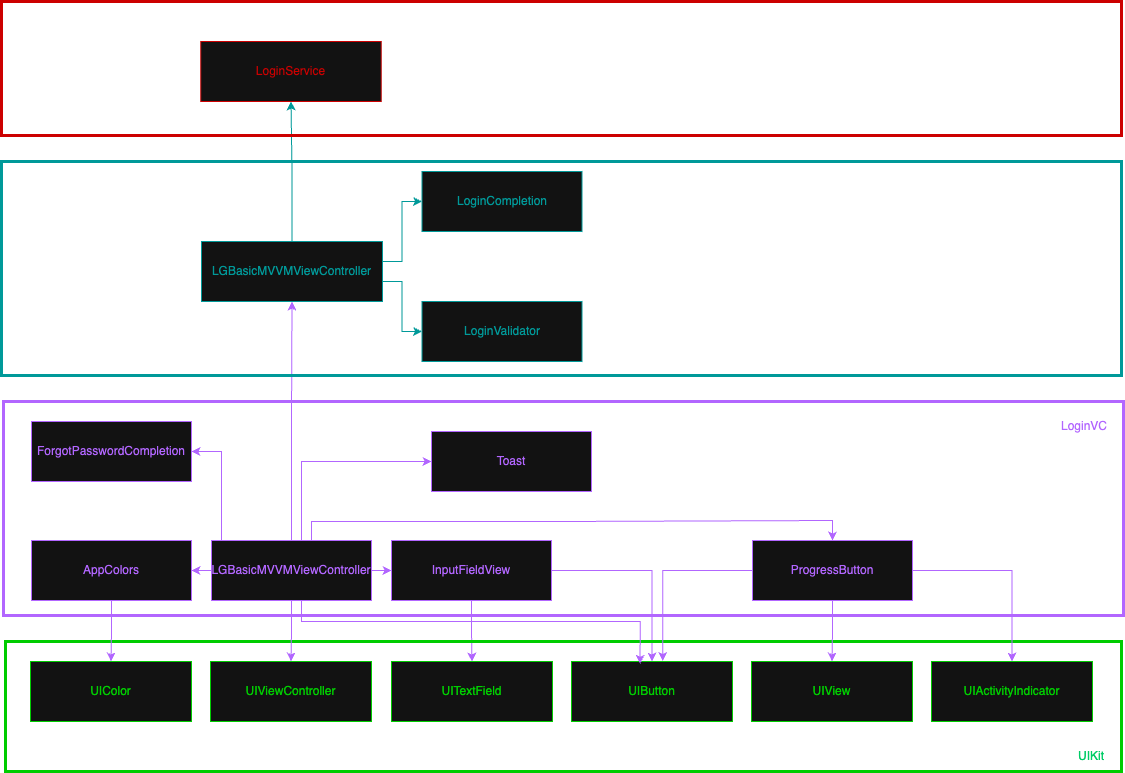 LoginService
LoginCompletion
LGBasicMVVMViewController
LoginValidator
LoginVC
ForgotPasswordCompletion
Toast
AppColors
LGBasicMVVMViewController
InputFieldView
ProgressButton
UIColor
UIViewController
UITextField
UIButton
UIView
UIActivityIndicator
UIKit